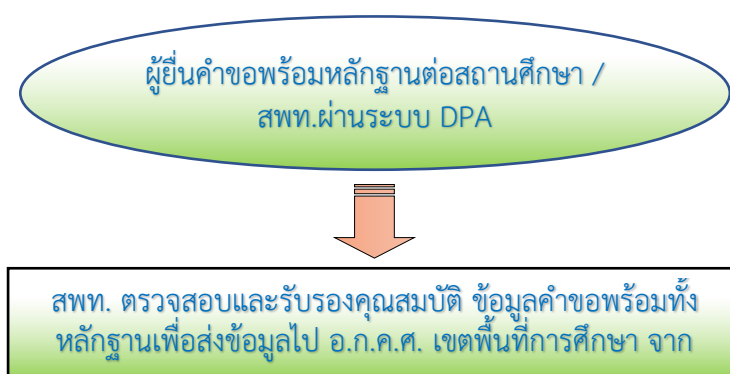 ผู้ยื่นคำขอพร้อมหลักฐานต่อสถานศึกษา /
สพท.ผ่านระบบ DPA
สพท. ตรวจสอบและรับรองคุณสมบัติ ข้อมูลคำขอพร้อมทั้ง
หลักฐานเพื่อส่งข้อมูลไป อ.ก.ค.ศ. เขตพื้นที่การศึกษา จาก